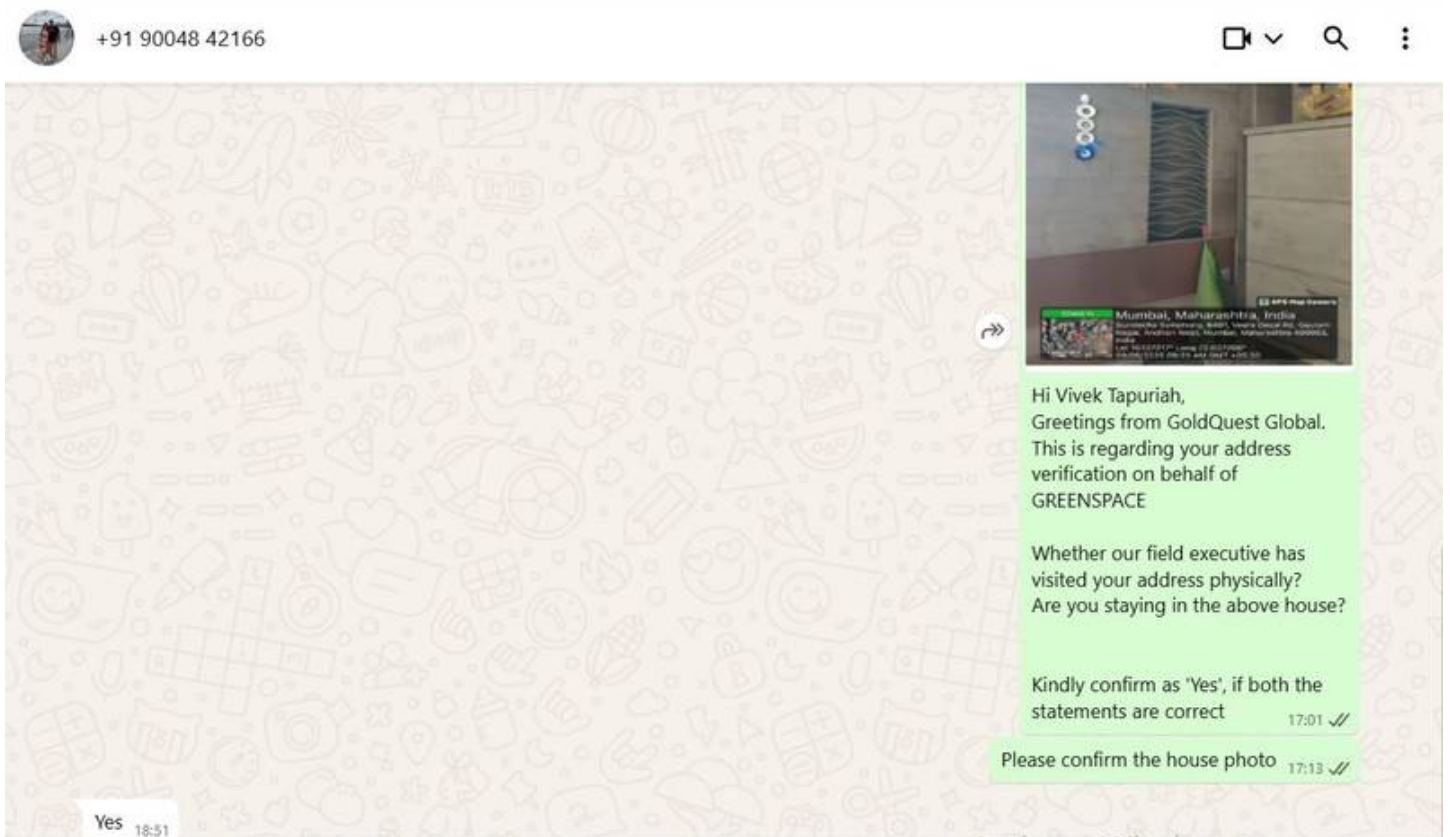 +91 90048 42166
Mumbai, Maharashtra, India
India
Hi Vivek Tapuriah,
Greetings from GoldQuest Global.
This is regarding your address
verification on behalf of
GREENSPACE
Whether our field executive has
visited your address physically?
Are you staying in the above house?
Kindly confirm as 'Yes', if both the
statements are correct
17:01
Please confirm the house photo 17:13
Yes 18:51